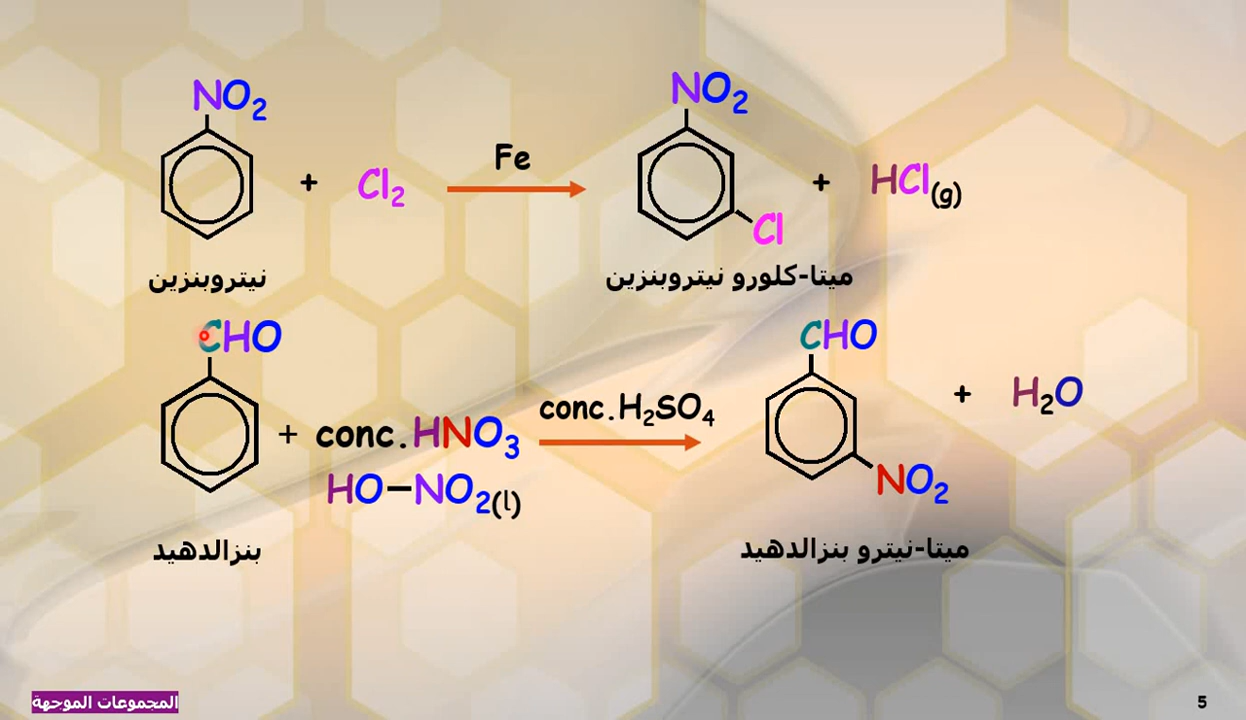 NO2 NO2
+ Cl2 Fe + HCl(g)
Cl
نيتروبنزين ميتا-كلورو نيتروبنزين
CHO CHO
+ conc.HNO3 conc.H2SO4 + H2O
HO–NO2(l) NO2
بنزالدهيد ميتا-نيترو بنزالدهيد
المجموعات الموجهة 5